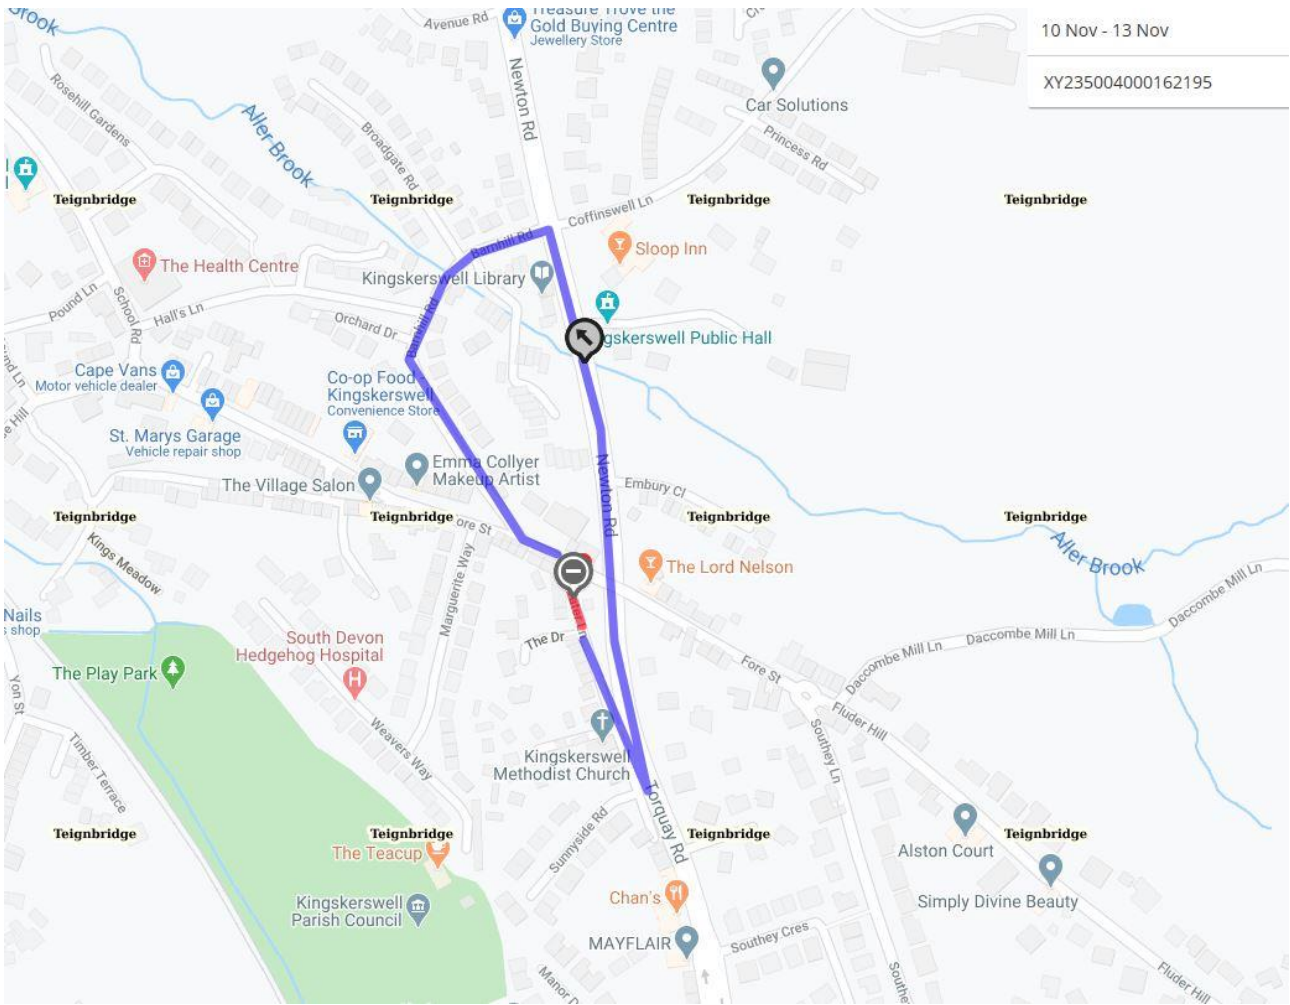 Brook
Avenue Rd
Treasure Trove the
Gold Buying Centre
Jewellery Store
10 Nov - 13 Nov
XY235004000162195
Rosehill Gardens
Aller Brook
Newton Rd
Broadgate Rd
Car Solutions
Princess Rd
Teignbridge
Teignbridge
Teignbridge
Teignbridge
Coffinswell Ln
Barnhill Rd
Sloop Inn
The Health Centre
Kingskerswell Library
Pound Ln
School Rd
Hall's Ln
Orchard Dr
Barnhill Rd
gskerswell Public Hall
Cape Vans
Motor vehicle dealer
Co-op Food -
Kingskerswell
Convenience Store
St. Marys Garage
Vehicle repair shop
Emma Collyer
Makeup Artist
The Village Salon
Newton Rd
Embury Cl
Teignbridge
Teignbridge
Teignbridge
Teignbridge
ore St
Kings Meadow
Marguerite Way
The Lord Nelson
Aller Brook
Daccombe Mill Ln
Daccombe Mill Ln
Daccombe Mill Ln
Nails
s shop
South Devon
Hedgehog Hospital
The Dr
The Play Park
Fore St
Yon St
Timber Terrace
Weavers Way
Kingskerswell
Methodist Church
Fluder Hill
Southey Ln
Torquay Rd
Sunnyside Rd
Teignbridge
Teignbridge
Teignbridge
Teignbridge
The Teacup
Alston Court
Kingskerswell
Parish Council
Chan's
Simply Divine Beauty
MAYFLAIR
Southey Cres
Manor D
Southe
Fluder Hill